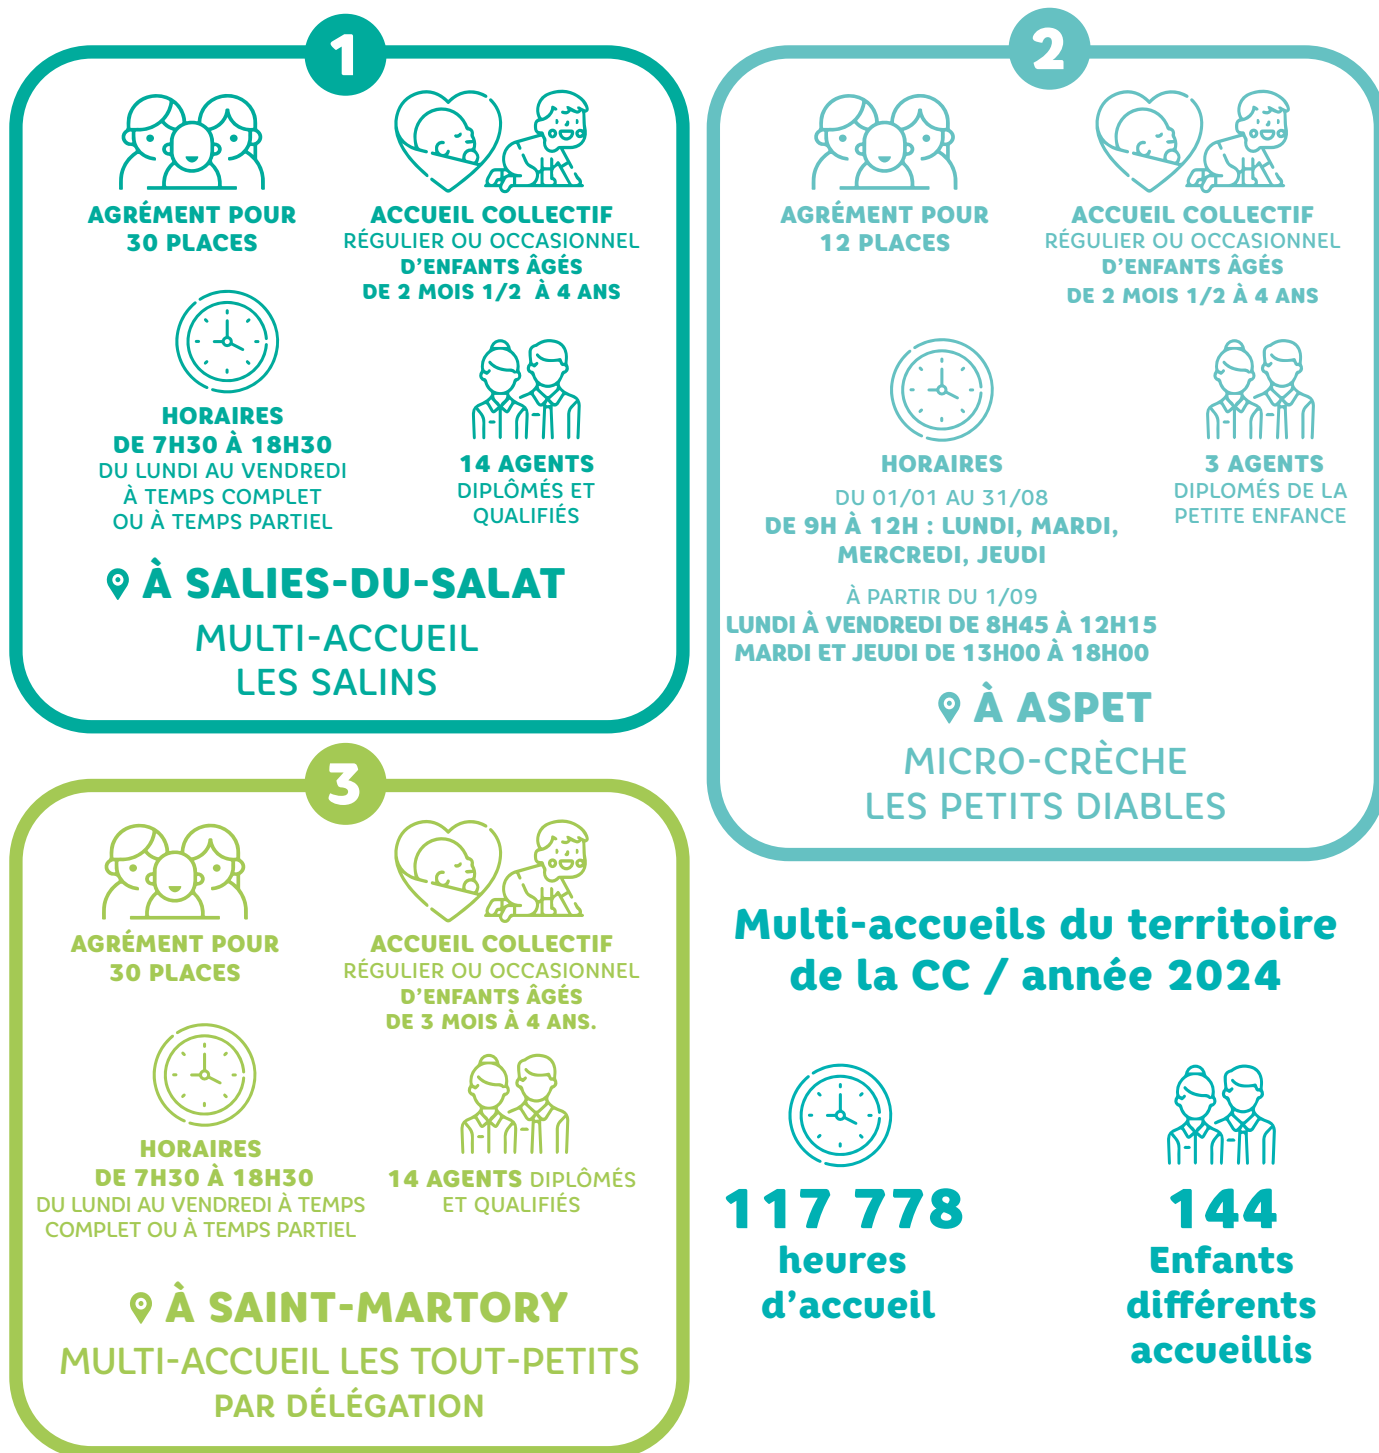 1
AGRÉMENT POUR
30 PLACES
ACCUEIL COLLECTIF
RÉGULIER OU OCCASIONNEL
D'ENFANTS ÂGÉS
DE 2 MOIS 1/2 À 4 ANS
HORAIRES
DE 7H30 À 18H30
DU LUNDI AU VENDREDI
À TEMPS COMPLET
OU À TEMPS PARTIEL
14 AGENTS
DIPLÔMÉS ET
QUALIFIÉS
À SALIES-DU-SALAT
MULTI-ACCUEIL
LES SALINS
2
AGRÉMENT POUR
12 PLACES
ACCUEIL COLLECTIF
RÉGULIER OU OCCASIONNEL
D'ENFANTS ÂGÉS
DE 2 MOIS 1/2 À 4 ANS
HORAIRES
DU 01/01 AU 31/08
DE 9H À 12H : LUNDI, MARDI,
MERCREDI, JEUDI
À PARTIR DU 1/09
LUNDI À VENDREDI DE 8H45 À 12H15
MARDI ET JEUDI DE 13H00 À 18H00
3 AGENTS
DIPLOMÉS DE LA
PETITE ENFANCE
À ASPET
MICRO-CRÈCHE
LES PETITS DIABLES
3
AGRÉMENT POUR
30 PLACES
ACCUEIL COLLECTIF
RÉGULIER OU OCCASIONNEL
D'ENFANTS ÂGÉS
DE 3 MOIS À 4 ANS.
HORAIRES
DE 7H30 À 18H30
DU LUNDI AU VENDREDI À TEMPS
COMPLET OU À TEMPS PARTIEL
14 AGENTS DIPLÔMÉS
ET QUALIFIÉS
À SAINT-MARTORY
MULTI-ACCUEIL LES TOUT-PETITS
PAR DÉLÉGATION
Multi-accueils du territoire
de la CC / année 2024
117 778
heures
d'accueil
144
Enfants
différents
accueillis